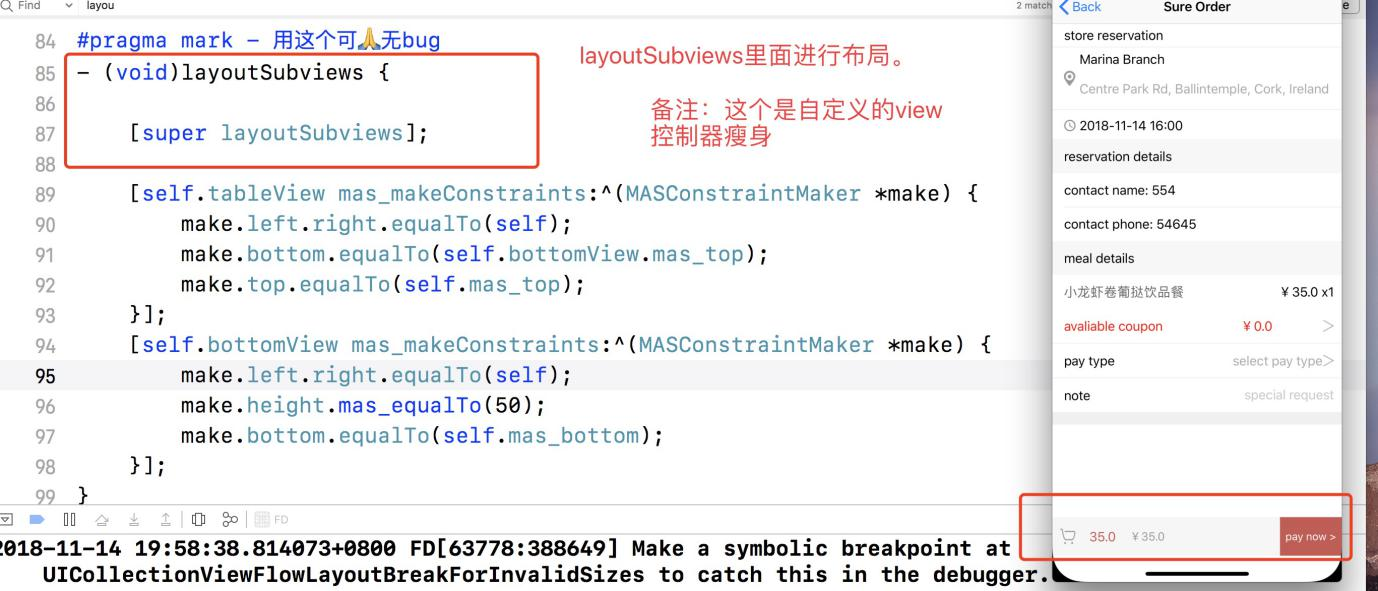 Find layou 2 match
84 #pragma mark - 用这个可🙏无bug
85 - (void)layoutSubviews {
86
87 [super layoutSubviews];
88
89 [self.tableView mas_makeConstraints:^(MASConstraintMaker *make) {
90 make.left.right.equalTo(self);
91 make.bottom.equalTo(self.bottomView.mas_top);
92 make.top.equalTo(self.mas_top);
93 }];
94 [self.bottomView mas_makeConstraints:^(MASConstraintMaker *make) {
95 make.left.right.equalTo(self);
96 make.height.mas_equalTo(50);
97 make.bottom.equalTo(self.mas_bottom);
98 }];
99 }
layoutSubviews里面进行布局。
备注：这个是自定义的view
控制器瘦身
FD
2018-11-14 19:58:38.814073+0800 FD[63778:388649] Make a symbolic breakpoint at
UICollectionViewFlowLayoutBreakForInvalidSizes to catch this in the debugger.
Back Sure Order
store reservation
Marina Branch
Centre Park Rd, Ballintemple, Cork, Ireland
2018-11-14 16:00
reservation details
contact name: 554
contact phone: 54645
meal details
小龙虾卷葡挞饮品餐 ¥ 35.0 x1
avaliable coupon ¥ 0.0 >
pay type select pay type>
note special request
35.0 ¥ 35.0 pay now >